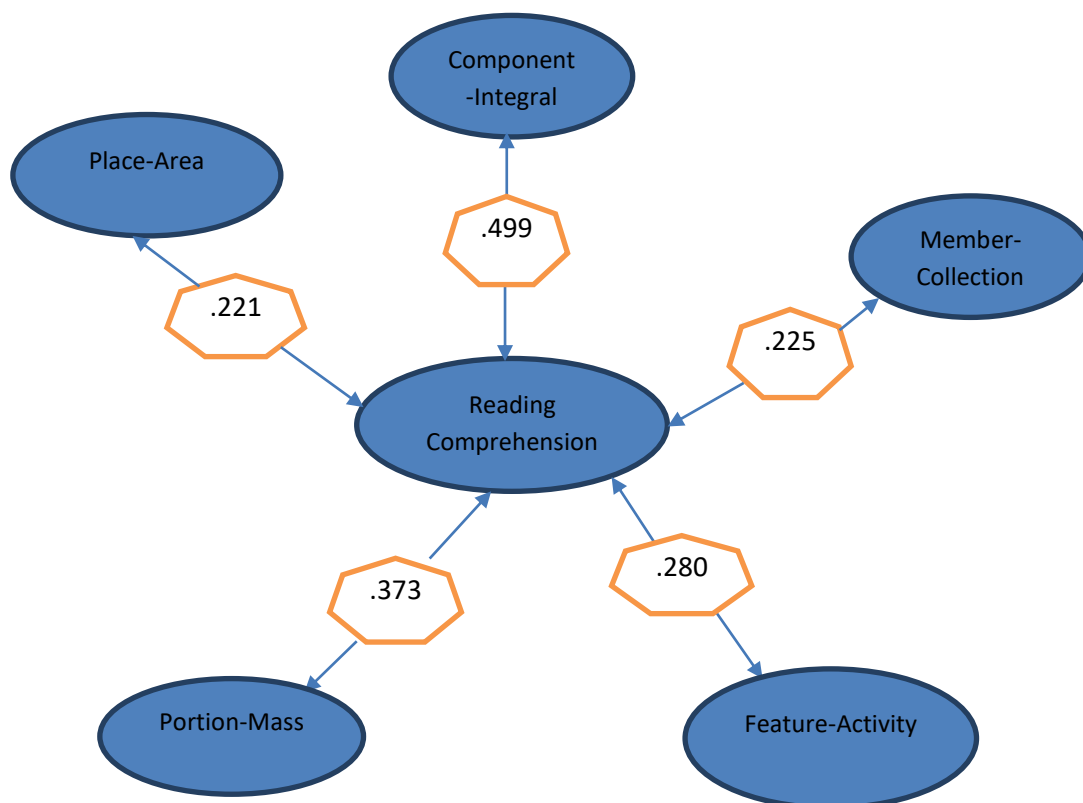 Component
-Integral
Place-Area
.499
Member-
Collection
.221
.225
Reading
Comprehension
.373
.280
Portion-Mass
Feature-Activity